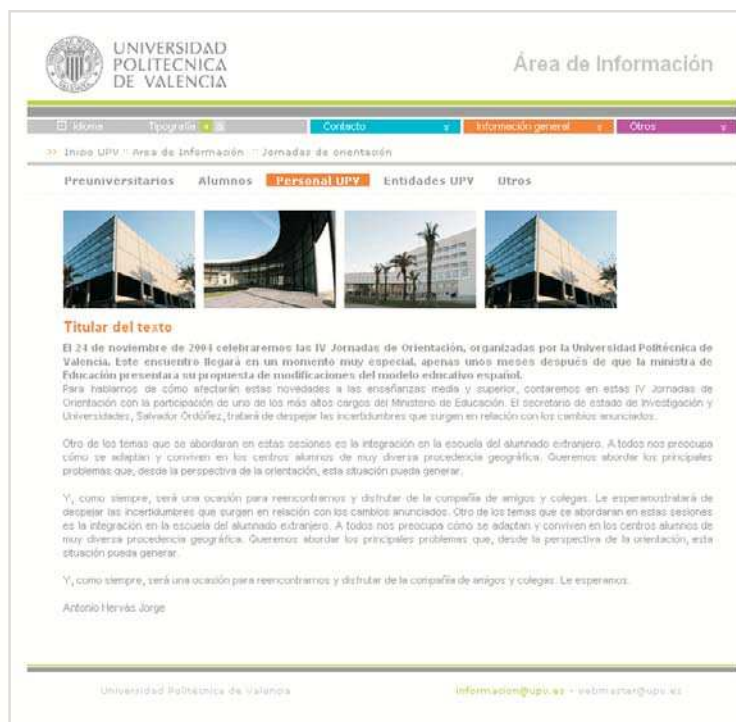 UNIVERSIDAD
POLITECNICA
DE VALENCIA
Área de Información
Idioma Tipografía Contacto Información general Otros
>> Inicio UPV :: Area de Información :: Jornadas de orientación
Preuniversitarios Alumnos Personal UPV Entidades UPV Otros
Titular del texto
El 24 de noviembre de 2004 celebraremos las IV Jornadas de Orientación, organizadas por la Universidad Politécnica de
Valencia. Este encuentro llegará en un momento muy especial, apenas unos meses después de que la ministra de
Educación presentara su propuesta de modificaciones del modelo educativo español.
Para hablarnos de cómo afectarán estas novedades a las enseñanzas media y superior, contaremos en estas IV Jornadas de
Orientación con la participación de uno de los más altos cargos del Ministerio de Educación. El secretario de estado de Investigación y
Universidades, Salvador Ordóñez, tratará de despejar las incertidumbres que surgen en relación con los cambios anunciados.
Otro de los temas que se abordaran en estas sesiones es la integración en la escuela del alumnado extranjero. A todos nos preocupa
cómo se adaptan y conviven en los centros alumnos de muy diversa procedencia geográfica. Queremos abordar los principales
problemas que, desde la perspectiva de la orientación, esta situación pueda generar.
Y, como siempre, será una ocasión para reencontrarnos y disfrutar de la compañía de amigos y colegas. Le esperamostratará de
despejar las incertidumbres que surgen en relación con los cambios anunciados. Otro de los temas que se abordaran en estas sesiones
es la integración en la escuela del alumnado extranjero. A todos nos preocupa cómo se adaptan y conviven en los centros alumnos de
muy diversa procedencia geográfica. Queremos abordar los principales problemas que, desde la perspectiva de la orientación, esta
situación pueda generar.
Y, como siempre, será una ocasión para reencontrarnos y disfrutar de la compañía de amigos y colegas. Le esperamos.
Antonio Hervás Jorge
Universidad Politécnica de Valencia informacion@upv.es - webmaster@upv.es